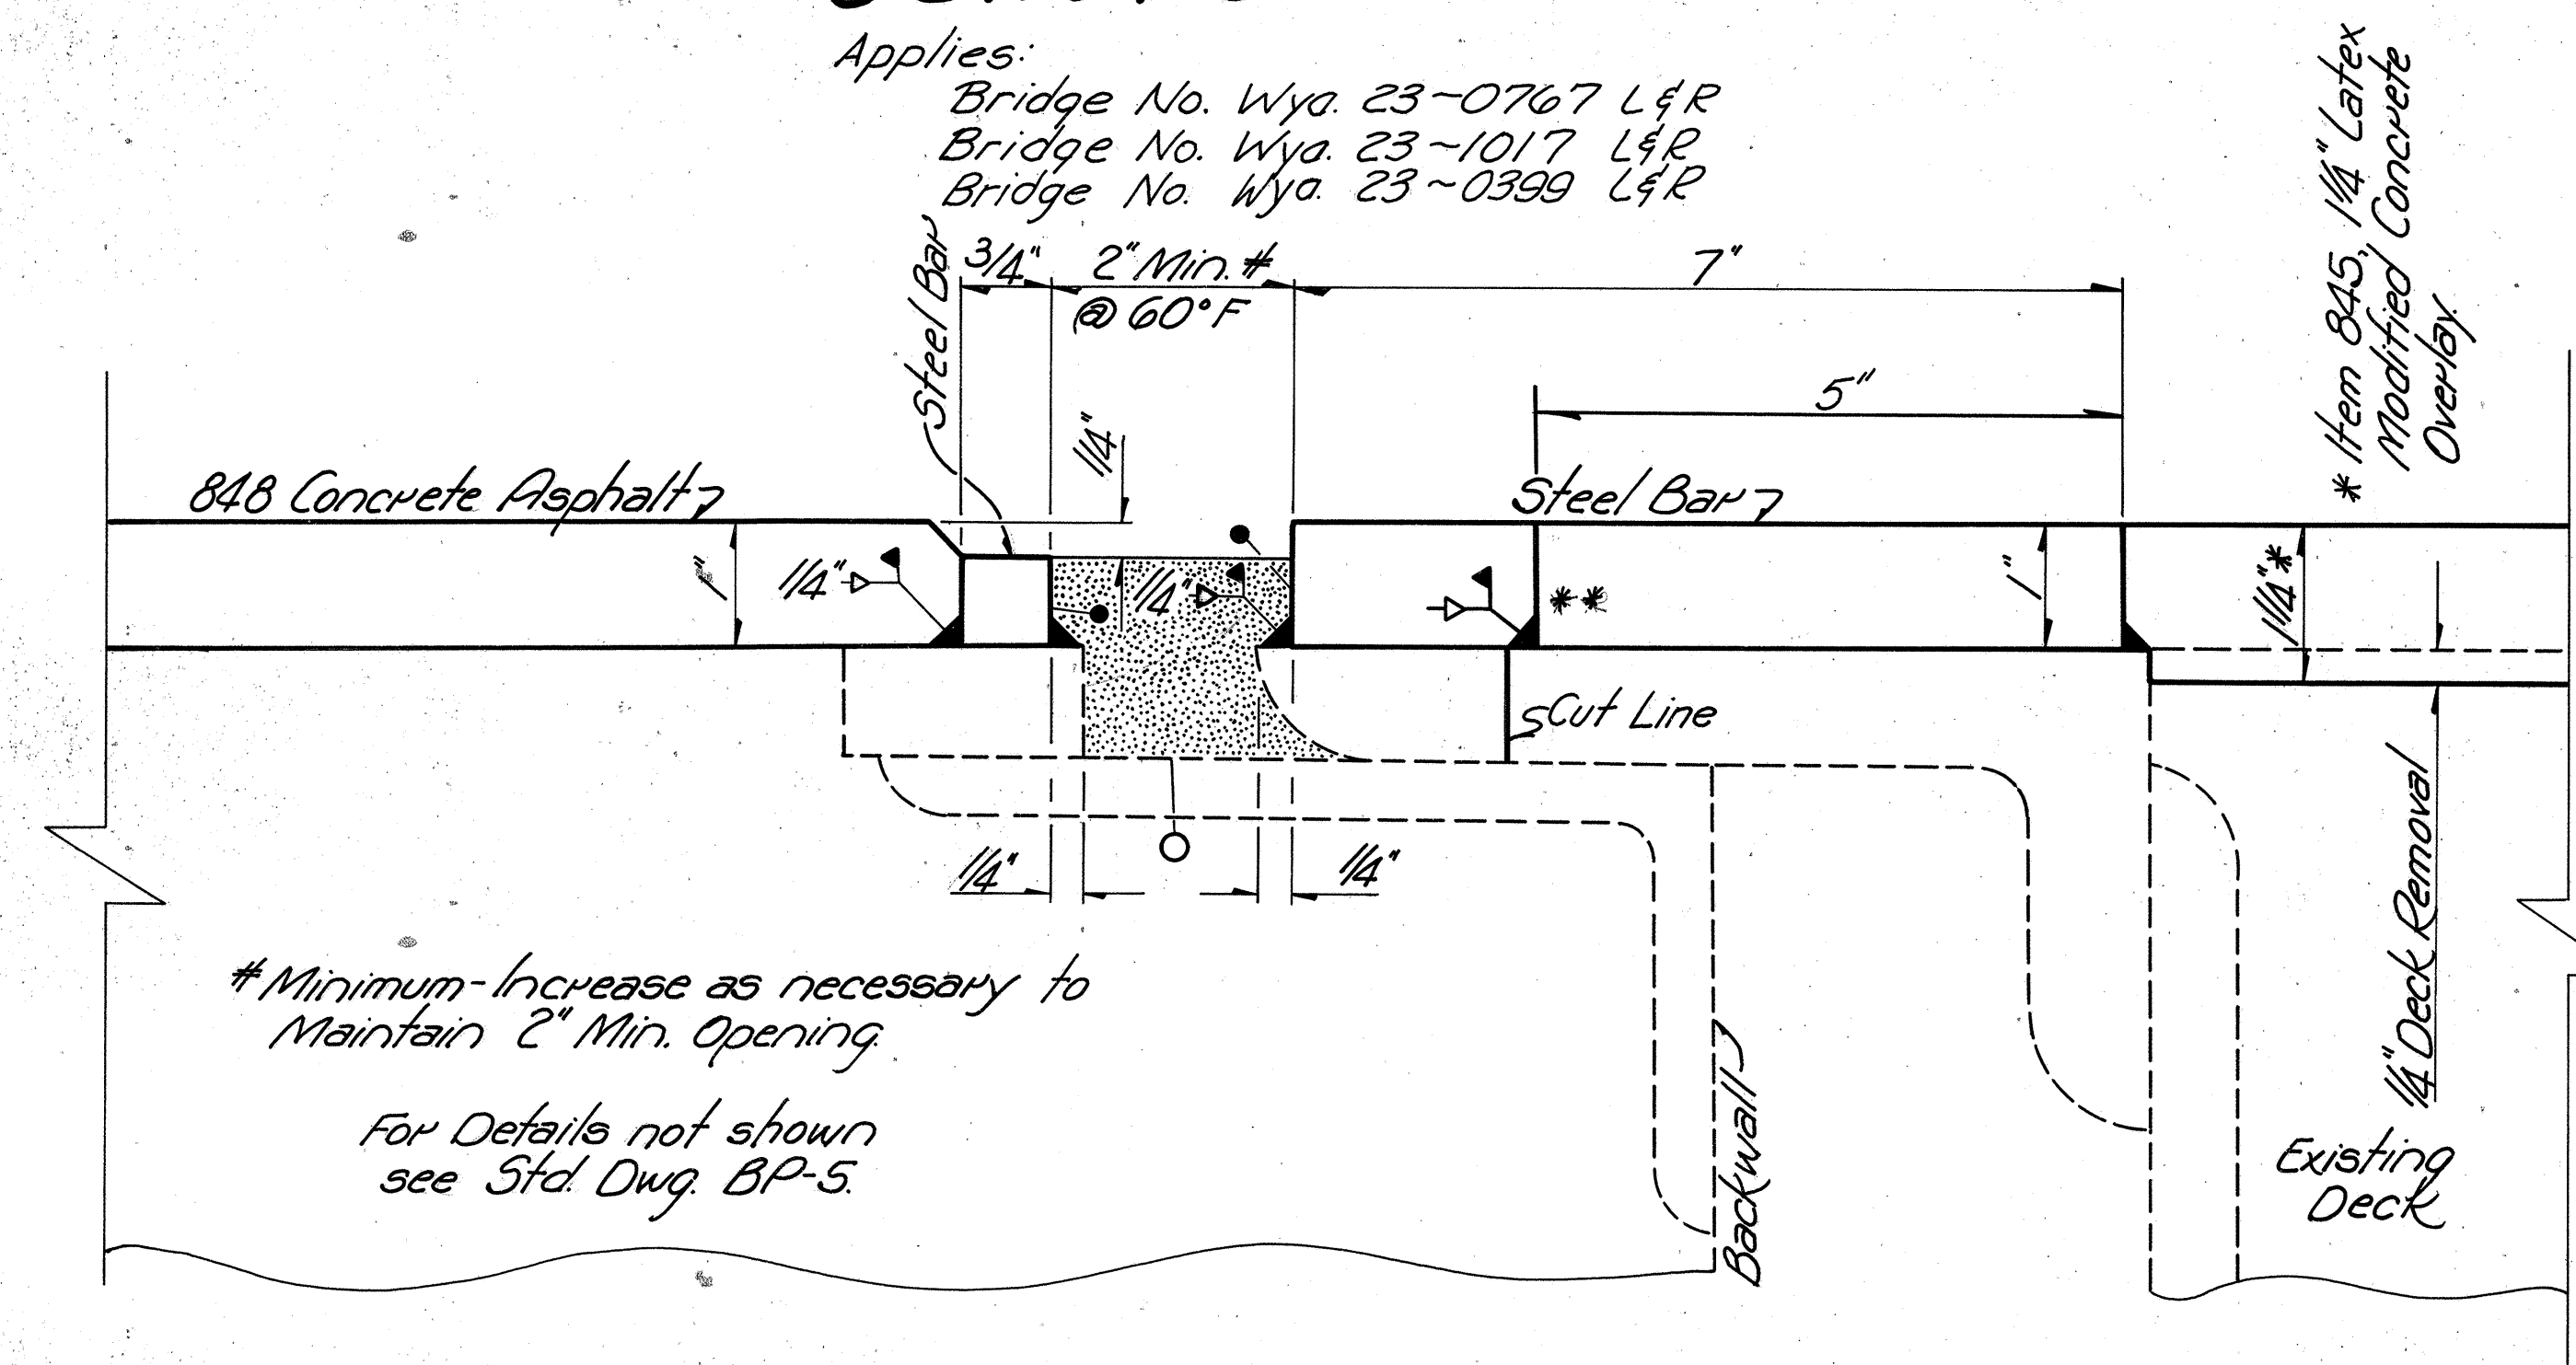 Applies:
Bridge No. Wya. 23~0767 L&R
Bridge No. Wya. 23~1017 L&R
Bridge No. Wya. 23~0399 L&R
Steel Bar
3/4"
2" Min. #
@ 60°F
7"
5"
1/4"
* Item 845, 1 1/4" Latex
Modified Concrete
Overlay.
848 Concrete Asphalt
Steel Bar
1"
1/4"
1/4"
**
1"
1 1/4"*
Cut Line
1/4"
1/4"
1/4" Deck Removal
Backwall
Existing
Deck
# Minimum-Increase as necessary to
Maintain 2" Min. Opening.
For Details not shown
see Std. Dwg. BP-5.